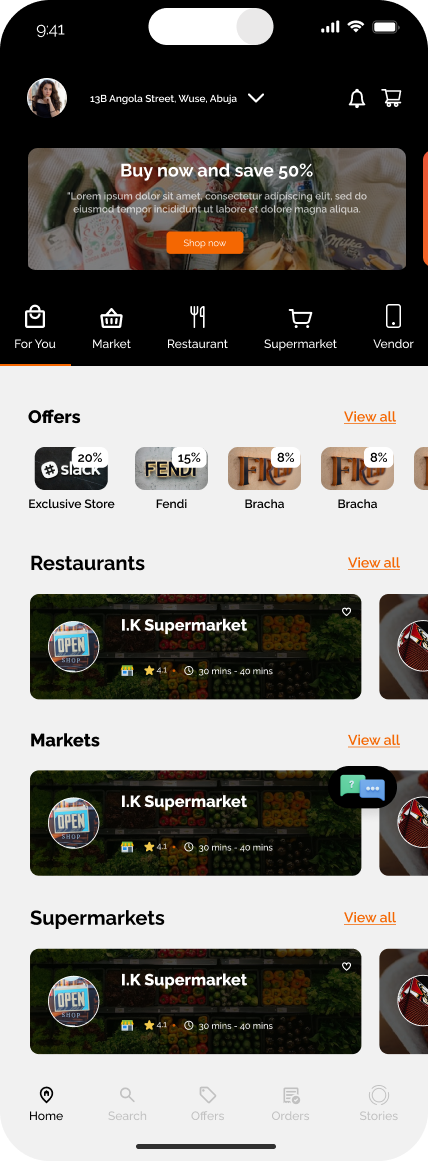 9:41
13B Angola Street, Wuse, Abuja
Buy now and save 50%
"Lorem ipsum dolor sit amet, consectetur adipiscing elit, sed do
eiusmod tempor incididunt ut labore et dolore magna aliqua.
Shop now
For You Market Restaurant Supermarket Vendor
Offers View all
slack 20% FENDI 15% 8% 8%
Exclusive Store Fendi Bracha Bracha
Restaurants View all
I.K Supermarket
OPEN
SHOP
4.1 • 30 mins - 40 mins
Markets View all
I.K Supermarket
?
OPEN
SHOP
4.1 • 30 mins - 40 mins
Supermarkets View all
I.K Supermarket
OPEN
SHOP
4.1 • 30 mins - 40 mins
Home Search Offers Orders Stories